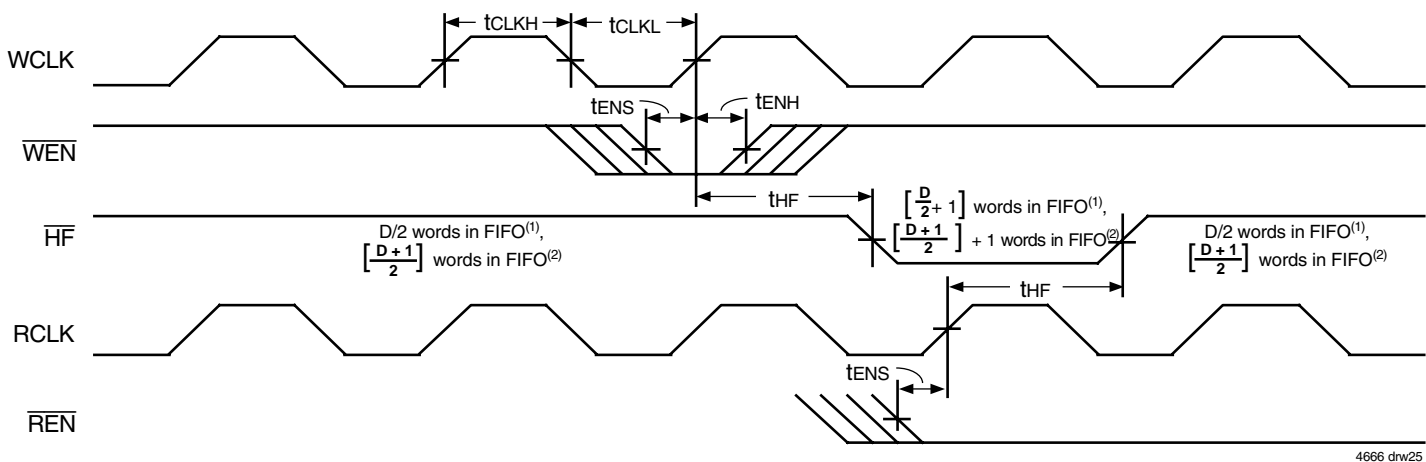 tCLKH
tCLKL
WCLK
tENS
tENH
WEN
tHF
[D/2 + 1] words in FIFO(1),
[D + 1/2] + 1 words in FIFO(2)
HF
D/2 words in FIFO(1),
[D + 1/2] words in FIFO(2)
D/2 words in FIFO(1),
[D + 1/2] words in FIFO(2)
tHF
RCLK
tENS
REN
4666 drw25